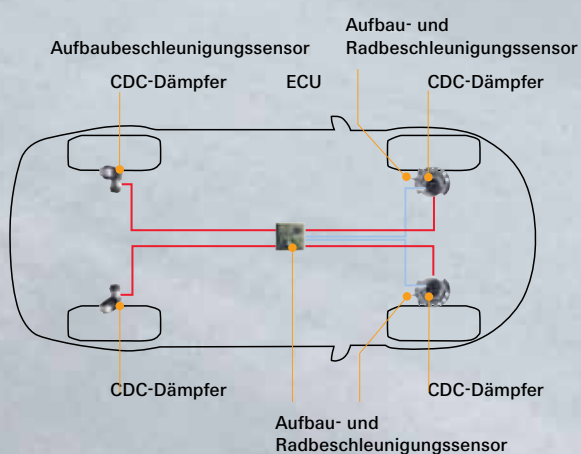 Aufbau- und
Radbeschleunigungssensor
Aufbaubeschleunigungssensor
CDC-Dämpfer
ECU
CDC-Dämpfer
CDC-Dämpfer
CDC-Dämpfer
Aufbau- und
Radbeschleunigungssensor